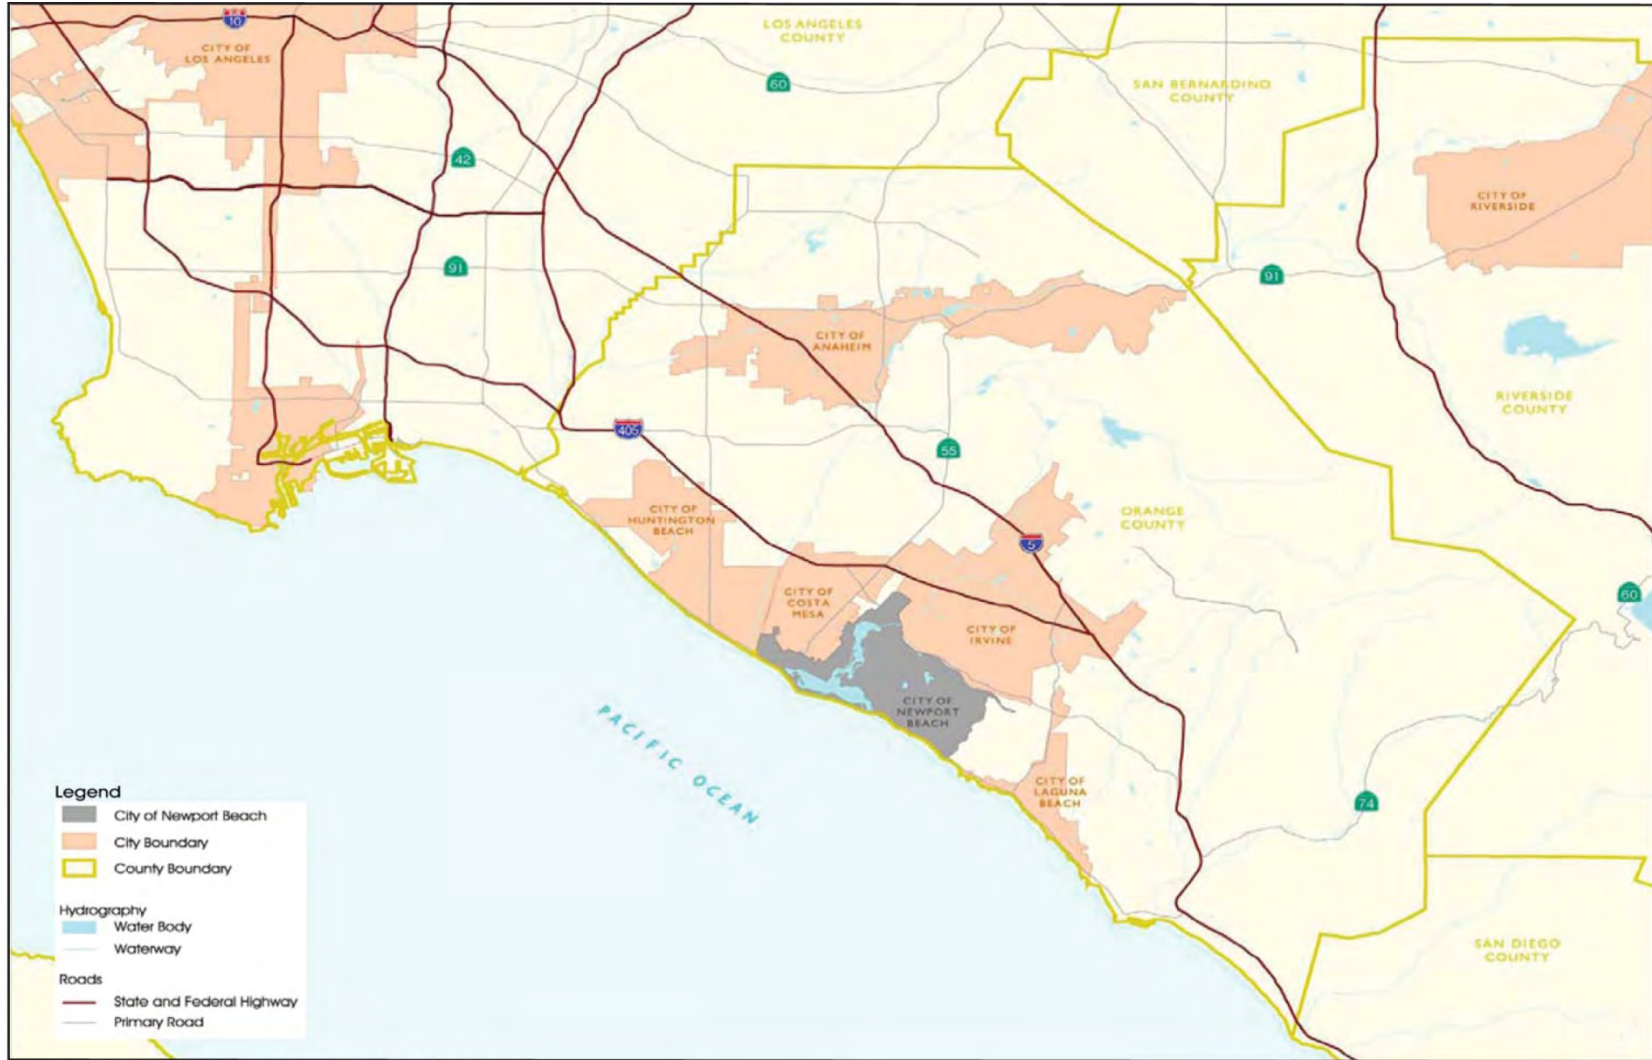 10
CITY OF
LOS ANGELES
LOS ANGELES
COUNTY
60
SAN BERNARDINO
COUNTY
42
CITY OF
RIVERSIDE
91
91
CITY OF
ANAHEIM
RIVERSIDE
COUNTY
405
55
CITY OF
HUNTINGTON
BEACH
ORANGE
COUNTY
5
60
CITY OF
COSTA
MESA
CITY OF
IRVINE
CITY OF
NEWPORT
BEACH
PACIFIC OCEAN
CITY OF
LAGUNA
BEACH
74
SAN DIEGO
COUNTY
Legend
City of Newport Beach
City Boundary
County Boundary
Hydrography
Water Body
Waterway
Roads
State and Federal Highway
Primary Road